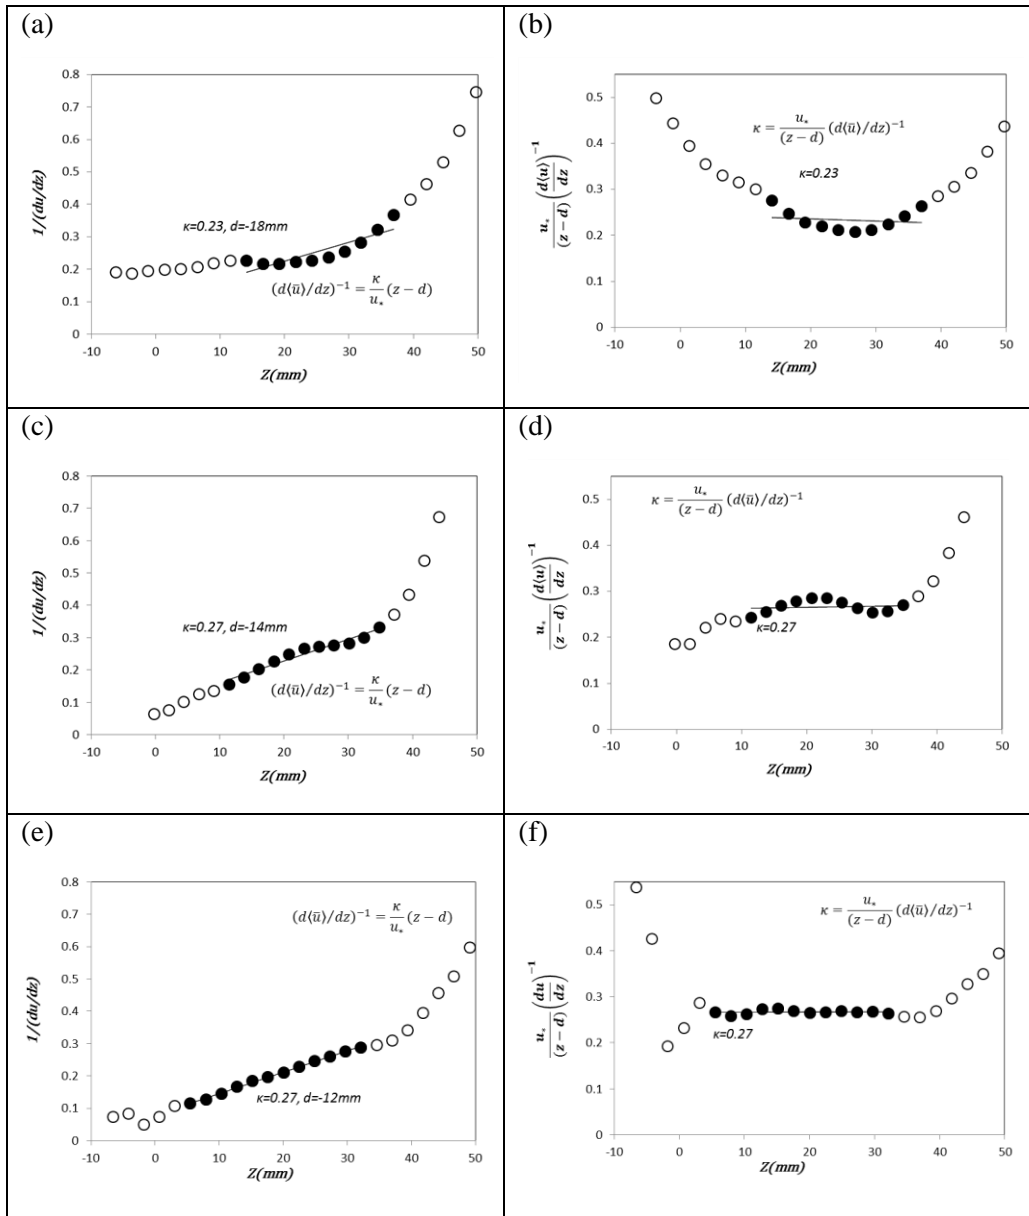 (a)
0.8
0.7
0.6
0.5
0.4
0.3
0.2
0.1
0
1/(du/dz)
κ=0.23, d=-18mm
(d⟨ū⟩/dz)⁻¹ = κ/u* (z − d)
-10 0 10 20 30 40 50
Z(mm)
(b)
0.5
0.4
0.3
0.2
0.1
0
u*/(z − d) (d⟨u⟩/dz)⁻¹
κ = u*/(z − d) (d⟨ū⟩/dz)⁻¹
κ=0.23
-10 0 10 20 30 40 50
Z(mm)
(c)
0.8
0.7
0.6
0.5
0.4
0.3
0.2
0.1
0
1/(du/dz)
κ=0.27, d=-14mm
(d⟨ū⟩/dz)⁻¹ = κ/u* (z − d)
-10 0 10 20 30 40 50
Z(mm)
(d)
0.5
0.4
0.3
0.2
0.1
0
u*/(z − d) (d⟨u⟩/dz)⁻¹
κ = u*/(z − d) (d⟨ū⟩/dz)⁻¹
κ=0.27
-10 0 10 20 30 40 50
Z(mm)
(e)
0.8
0.7
0.6
0.5
0.4
0.3
0.2
0.1
0
1/(du/dz)
(d⟨ū⟩/dz)⁻¹ = κ/u* (z − d)
κ=0.27, d=-12mm
-10 0 10 20 30 40 50
Z(mm)
(f)
0.5
0.4
0.3
0.2
0.1
0
u*/(z − d) (du/dz)⁻¹
κ = u*/(z − d) (d⟨ū⟩/dz)⁻¹
κ=0.27
-10 0 10 20 30 40 50
Z(mm)